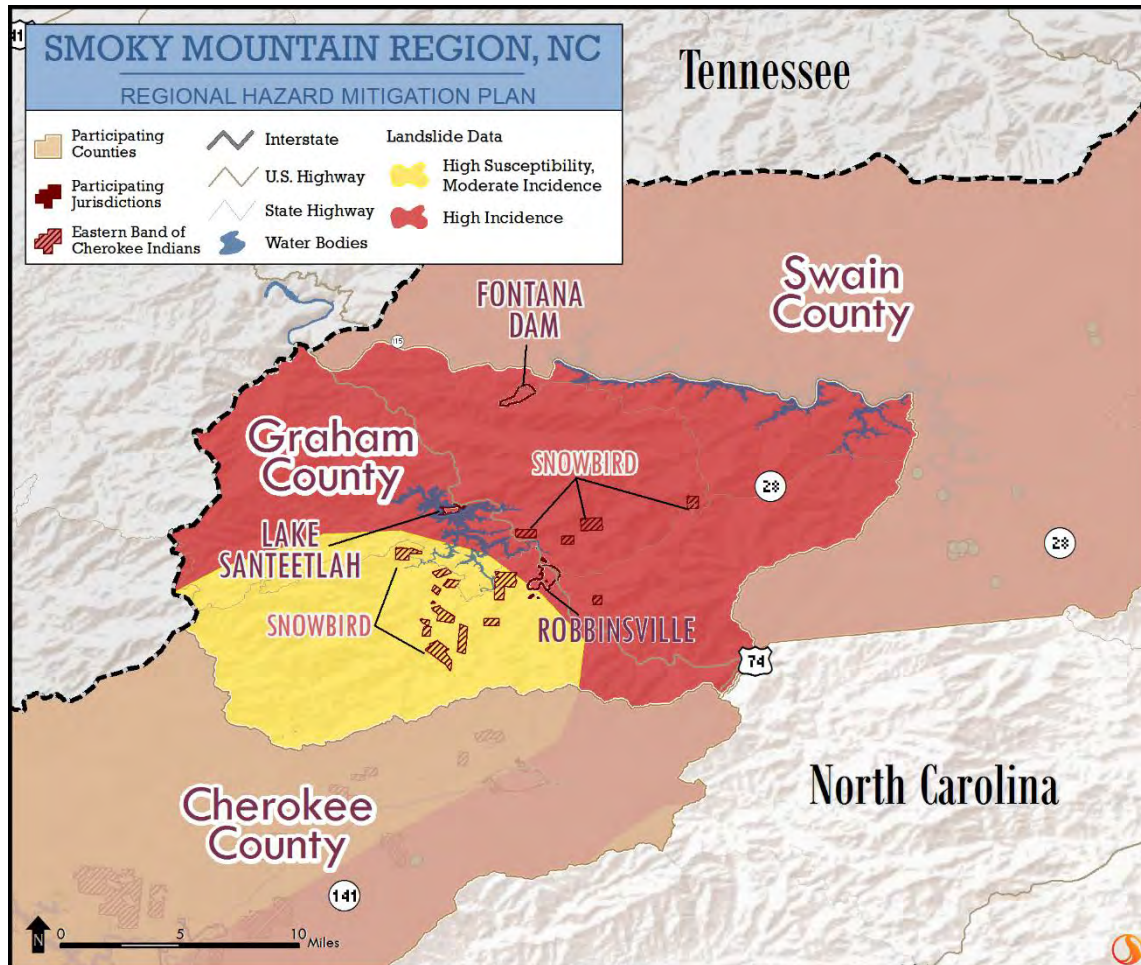 41
SMOKY MOUNTAIN REGION, NC
REGIONAL HAZARD MITIGATION PLAN
Participating
Counties
Participating
Jurisdictions
Eastern Band of
Cherokee Indians
Interstate
U.S. Highway
State Highway
Water Bodies
Landslide Data
High Susceptibility,
Moderate Incidence
High Incidence
Tennessee
Swain
County
FONTANA
DAM
115
Graham
County
SNOWBIRD
28
LAKE
SANTEETLAH
28
SNOWBIRD
ROBBINSVILLE
74
North Carolina
Cherokee
County
141
N
0 5 10
Miles